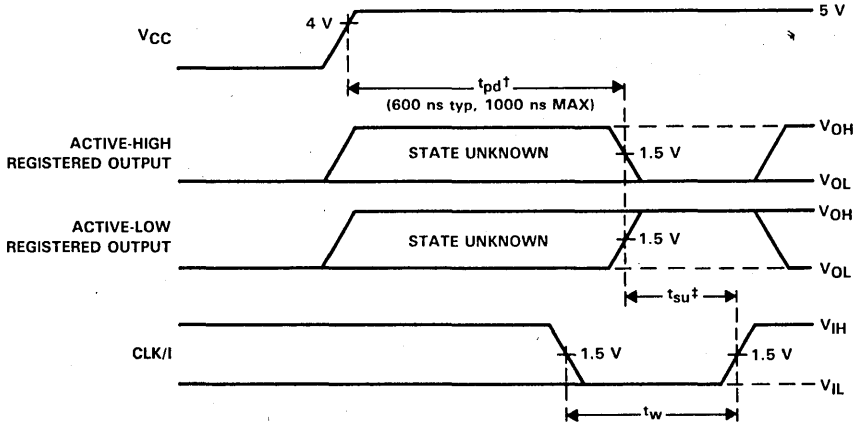 VCC
4 V
5 V
tpd†
(600 ns typ, 1000 ns MAX)
ACTIVE-HIGH
REGISTERED OUTPUT
STATE UNKNOWN
1.5 V
VOH
VOL
ACTIVE-LOW
REGISTERED OUTPUT
STATE UNKNOWN
1.5 V
VOH
VOL
tsu‡
CLK/I
1.5 V
1.5 V
VIH
VIL
tw